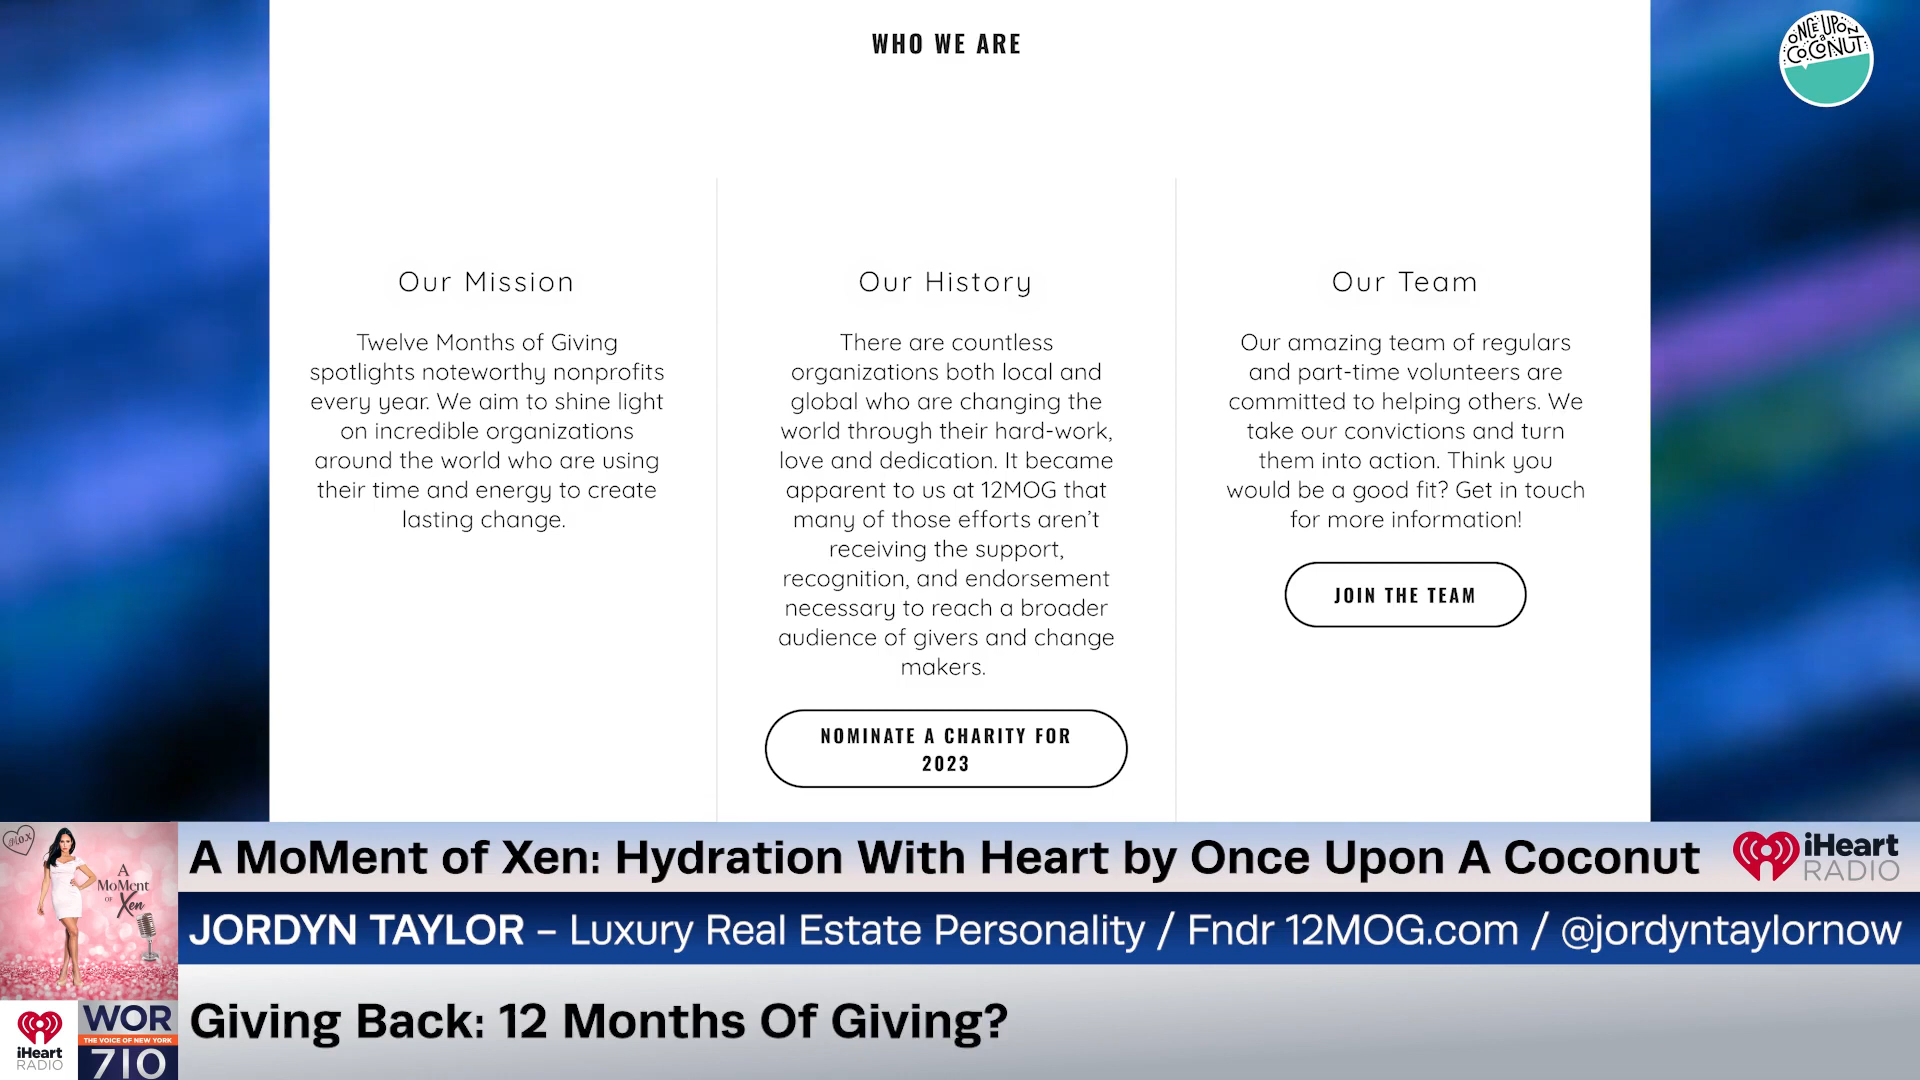 WHO WE ARE
ONCE UPON
a
COCONUT
Our Mission
Twelve Months of Giving
spotlights noteworthy nonprofits
every year. We aim to shine light
on incredible organizations
around the world who are using
their time and energy to create
lasting change.
Our History
There are countless
organizations both local and
global who are changing the
world through their hard-work,
love and dedication. It became
apparent to us at 12MOG that
many of those efforts aren’t
receiving the support,
recognition, and endorsement
necessary to reach a broader
audience of givers and change
makers.
NOMINATE A CHARITY FOR
2023
Our Team
Our amazing team of regulars
and part-time volunteers are
committed to helping others. We
take our convictions and turn
them into action. Think you
would be a good fit? Get in touch
for more information!
JOIN THE TEAM
A
MoMent
OF Xen
A MoMent of Xen: Hydration With Heart by Once Upon A Coconut
iHeart
RADIO
JORDYN TAYLOR – Luxury Real Estate Personality / Fndr 12MOG.com / @jordyntaylornow
iHeart
RADIO
WOR
THE VOICE OF NEW YORK
710
Giving Back: 12 Months Of Giving?